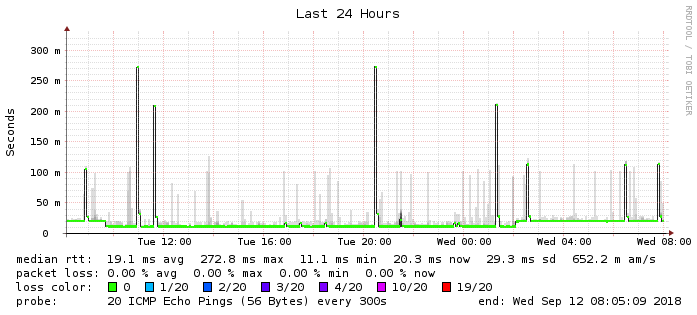 Last 24 Hours
RRDTOOL / TOBI OETIKER
Seconds
300 m
250 m
200 m
150 m
100 m
50 m
0
Tue 12:00 Tue 16:00 Tue 20:00 Wed 00:00 Wed 04:00 Wed 08:00
median rtt: 19.1 ms avg 272.8 ms max 11.1 ms min 20.3 ms now 29.3 ms sd 652.2 m am/s
packet loss: 0.00 % avg 0.00 % max 0.00 % min 0.00 % now
loss color: 0 1/20 2/20 3/20 4/20 10/20 19/20
probe: 20 ICMP Echo Pings (56 Bytes) every 300s end: Wed Sep 12 08:05:09 2018